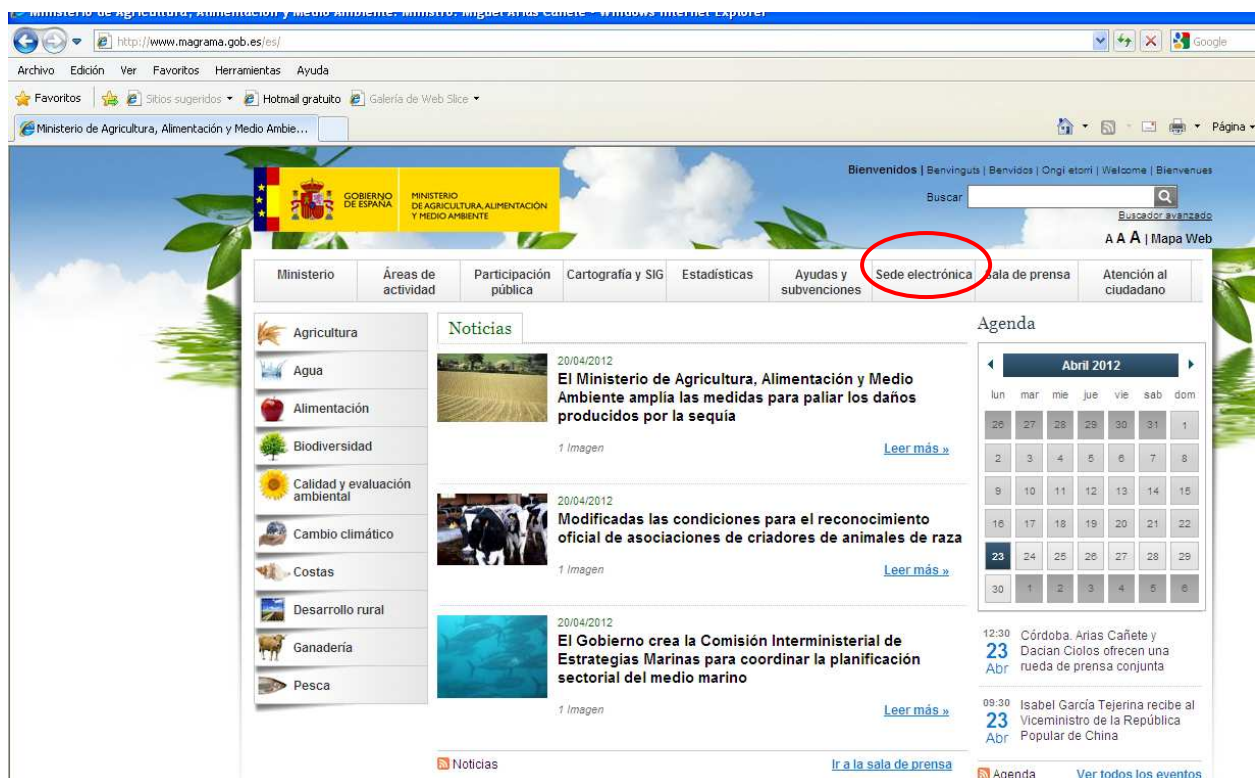 Ministerio de Agricultura, Alimentación y Medio Ambiente. Ministro: Miguel Arias Cañete - Windows Internet Explorer
http://www.magrama.gob.es/es/
Google
Archivo Edición Ver Favoritos Herramientas Ayuda
Favoritos Sitios sugeridos Hotmail gratuito Galería de Web Slice
Ministerio de Agricultura, Alimentación y Medio Ambie...
Página
Bienvenidos | Benvinguts | Benvidos | Ongi etorri | Welcome | Bienvenues
GOBIERNO
DE ESPAÑA
MINISTERIO
DE AGRICULTURA, ALIMENTACIÓN
Y MEDIO AMBIENTE
Buscar
Buscador avanzado
A A A | Mapa Web
Ministerio
Áreas de
actividad
Participación
pública
Cartografía y SIG
Estadísticas
Ayudas y
subvenciones
Sede electrónica
Sala de prensa
Atención al
ciudadano
Agricultura
Agua
Alimentación
Biodiversidad
Calidad y evaluación
ambiental
Cambio climático
Costas
Desarrollo rural
Ganadería
Pesca
Noticias
20/04/2012
El Ministerio de Agricultura, Alimentación y Medio
Ambiente amplía las medidas para paliar los daños
producidos por la sequía
1 Imagen
Leer más »
20/04/2012
Modificadas las condiciones para el reconocimiento
oficial de asociaciones de criadores de animales de raza
1 Imagen
Leer más »
20/04/2012
El Gobierno crea la Comisión Interministerial de
Estrategias Marinas para coordinar la planificación
sectorial del medio marino
1 Imagen
Leer más »
Noticias
Ir a la sala de prensa
Agenda
Abril 2012
lun mar mie jue vie sab dom
26 27 28 29 30 31 1
2 3 4 5 6 7 8
9 10 11 12 13 14 15
16 17 18 19 20 21 22
23 24 25 26 27 28 29
30 1 2 3 4 5 6
12:30
23
Abr
Córdoba. Arias Cañete y
Dacian Ciolos ofrecen una
rueda de prensa conjunta
09:30
23
Abr
Isabel García Tejerina recibe al
Viceministro de la República
Popular de China
Agenda
Ver todos los eventos